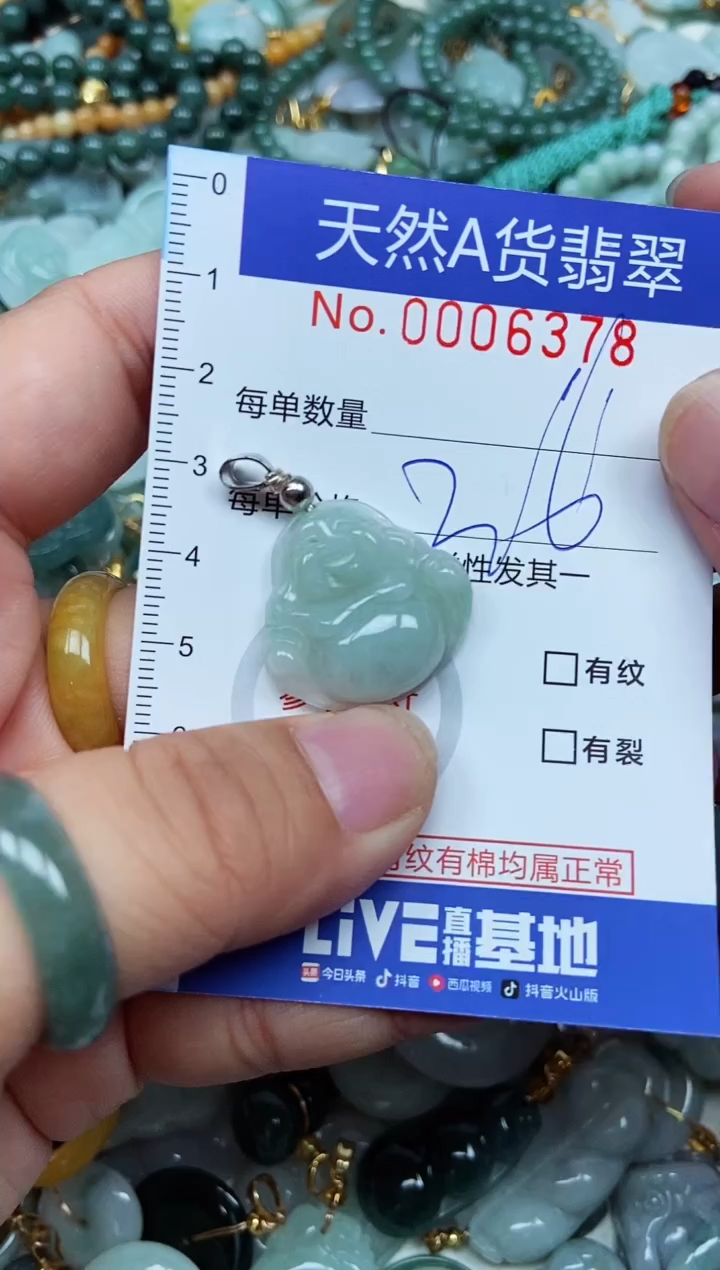 0
天然A货翡翠
1
No. 0006378
2
每单数量
3
每单
4
性发其一
5
有纹
有裂
纹有棉均属正常
LiVE直播基地
头条 今日头条 抖音 西瓜视频 抖音火山版